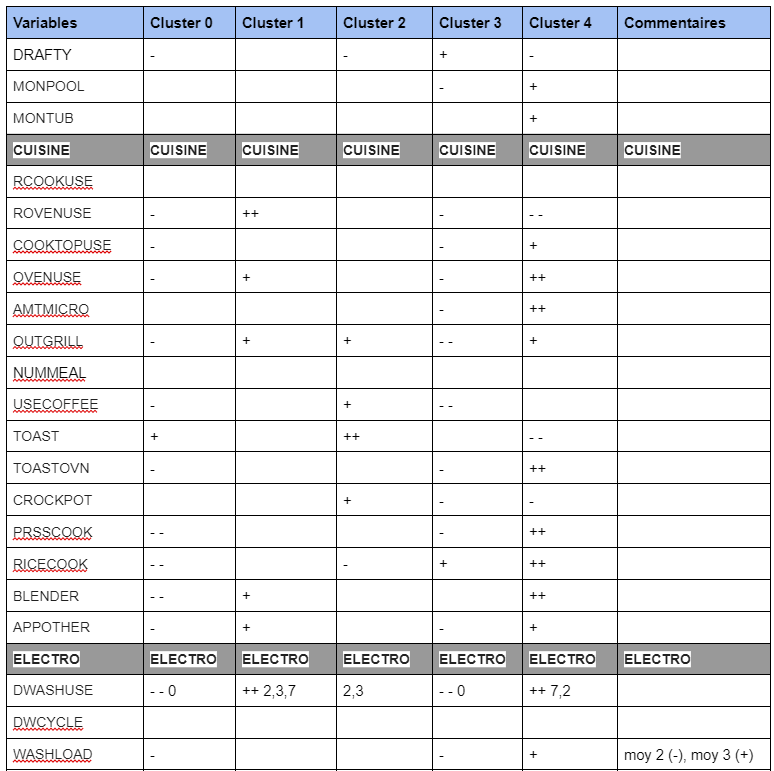 Variables Cluster 0 Cluster 1 Cluster 2 Cluster 3 Cluster 4 Commentaires
DRAFTY - - + -
MONPOOL - +
MONTUB +
CUISINE CUISINE CUISINE CUISINE CUISINE CUISINE CUISINE
RCOOKUSE
ROVENUSE - ++ - - -
COOKTOPUSE - - +
OVENUSE - + - ++
AMTMICRO - ++
OUTGRILL - + + - - +
NUMMEAL
USECOFFEE - + - -
TOAST + ++ - -
TOASTOVN - - ++
CROCKPOT + - -
PRSSCOOK - - - ++
RICECOOK - - - + ++
BLENDER - - + ++
APPOTHER - + - +
ELECTRO ELECTRO ELECTRO ELECTRO ELECTRO ELECTRO ELECTRO
DWASHUSE - - 0 ++ 2,3,7 2,3 - - 0 ++ 7,2
DWCYCLE
WASHLOAD - - + moy 2 (-), moy 3 (+)